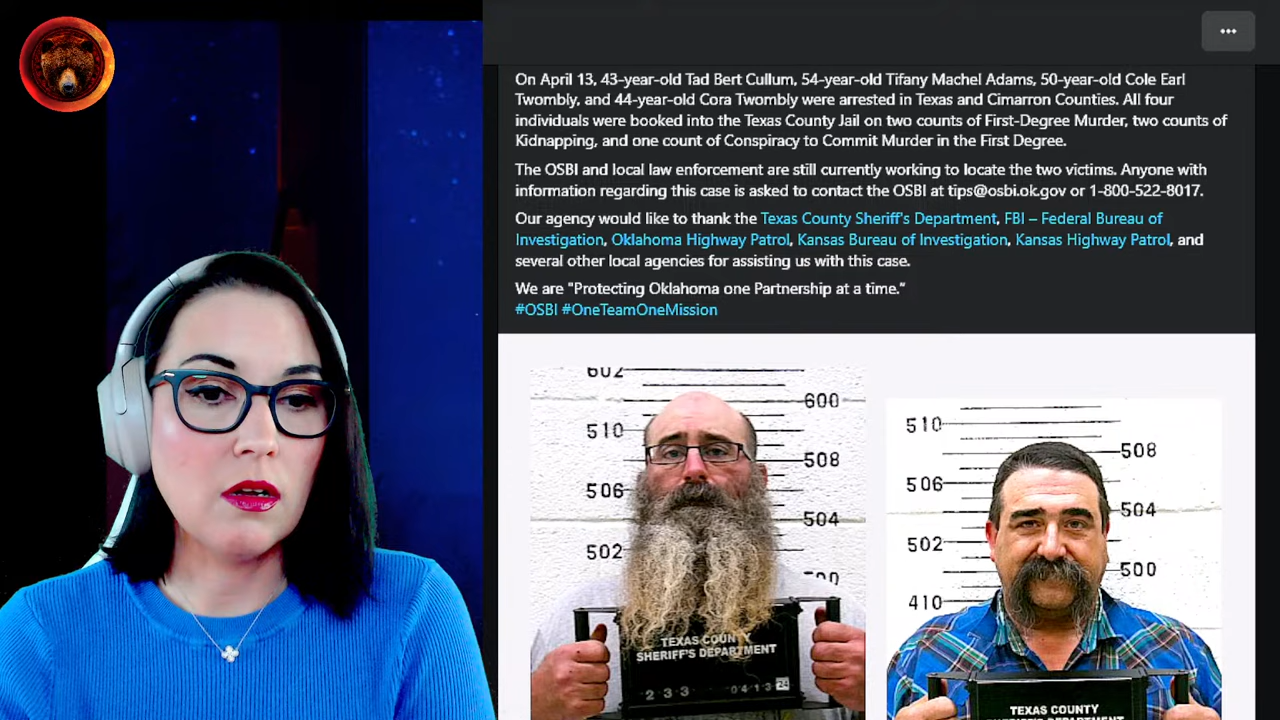 On April 13, 43-year-old Tad Bert Cullum, 54-year-old Tifany Machel Adams, 50-year-old Cole Earl
Twombly, and 44-year-old Cora Twombly were arrested in Texas and Cimarron Counties. All four
individuals were booked into the Texas County Jail on two counts of First-Degree Murder, two counts of
Kidnapping, and one count of Conspiracy to Commit Murder in the First Degree.
The OSBI and local law enforcement are still currently working to locate the two victims. Anyone with
information regarding this case is asked to contact the OSBI at tips@osbi.ok.gov or 1-800-522-8017.
Our agency would like to thank the Texas County Sheriff's Department, FBI – Federal Bureau of
Investigation, Oklahoma Highway Patrol, Kansas Bureau of Investigation, Kansas Highway Patrol, and
several other local agencies for assisting us with this case.
We are "Protecting Oklahoma one Partnership at a time."
#OSBI #OneTeamOneMission
602
600
510
508
506
504
502
TEXAS COUNTY
SHERIFF'S DEPARTMENT
233 041324
510
508
506
504
502
500
410
TEXAS COUNTY